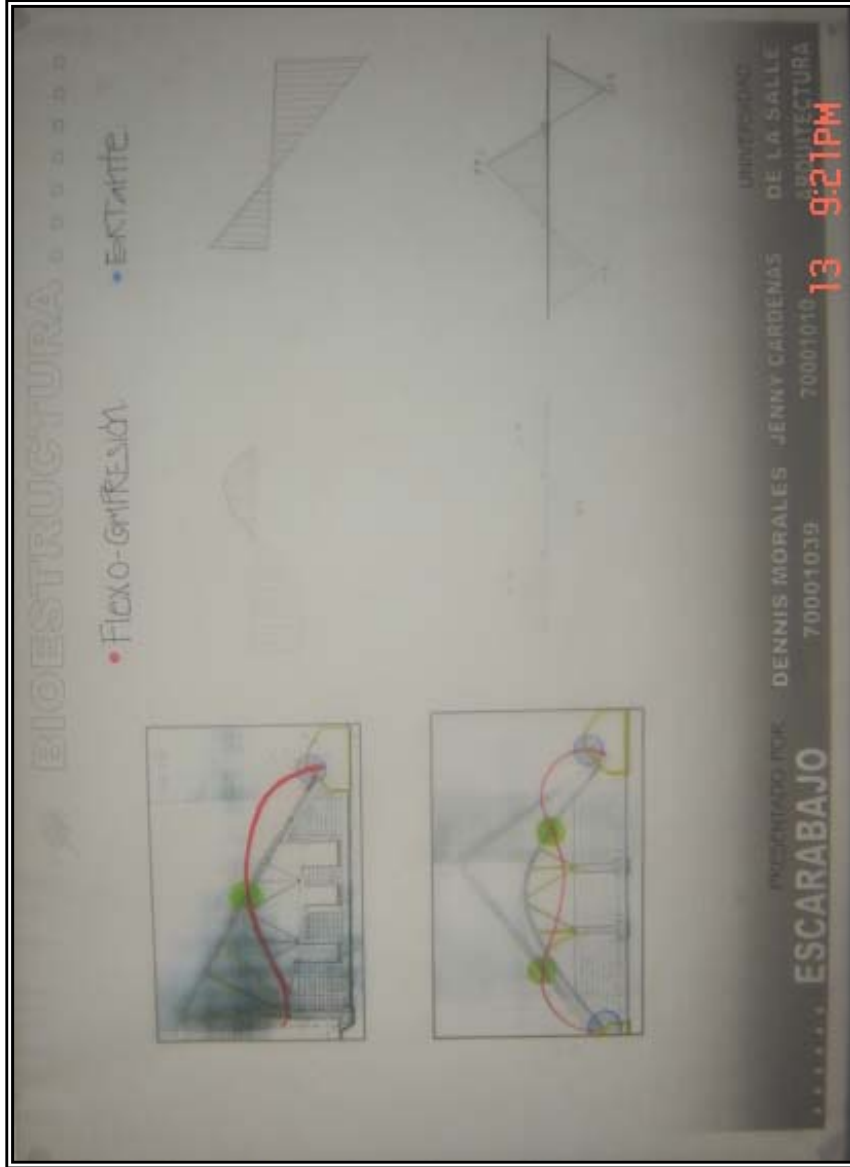 BIOESTRUCTURA
• Flexo-COMPRESIÓN
• CORTANTE
ESCARABAJO
PRESENTADO POR:
DENNIS MORALES
70001039
JENNY CARDENAS
70001010
UNIVERSIDAD
DE LA SALLE
ARQUITECTURA
13 9:21PM